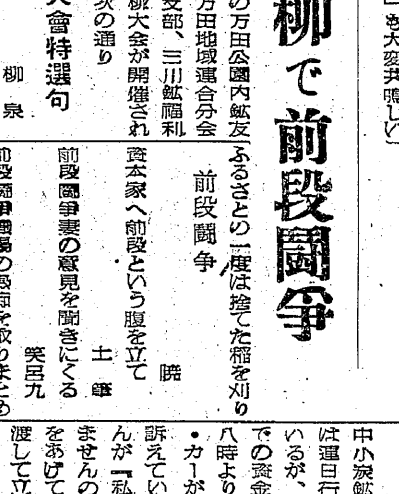 柳で前段闘争
の万田公園内鉱友
支部、三川鉱福利
万田地域連合分会
柳大会が開催され
次の通り
大會特選句
柳泉
ふるさとの一度は捨てた稲を刈り
前段闘争
暁
資本家へ前段という腹を立て
土筆
前段闘争妻の意見を聞きにくる
笑呂九
中小炭鉱
は連日行
いるが、
での資金
八時より
・カーが
訴えてい
んが『私
ませんの
をあげて
渡して立